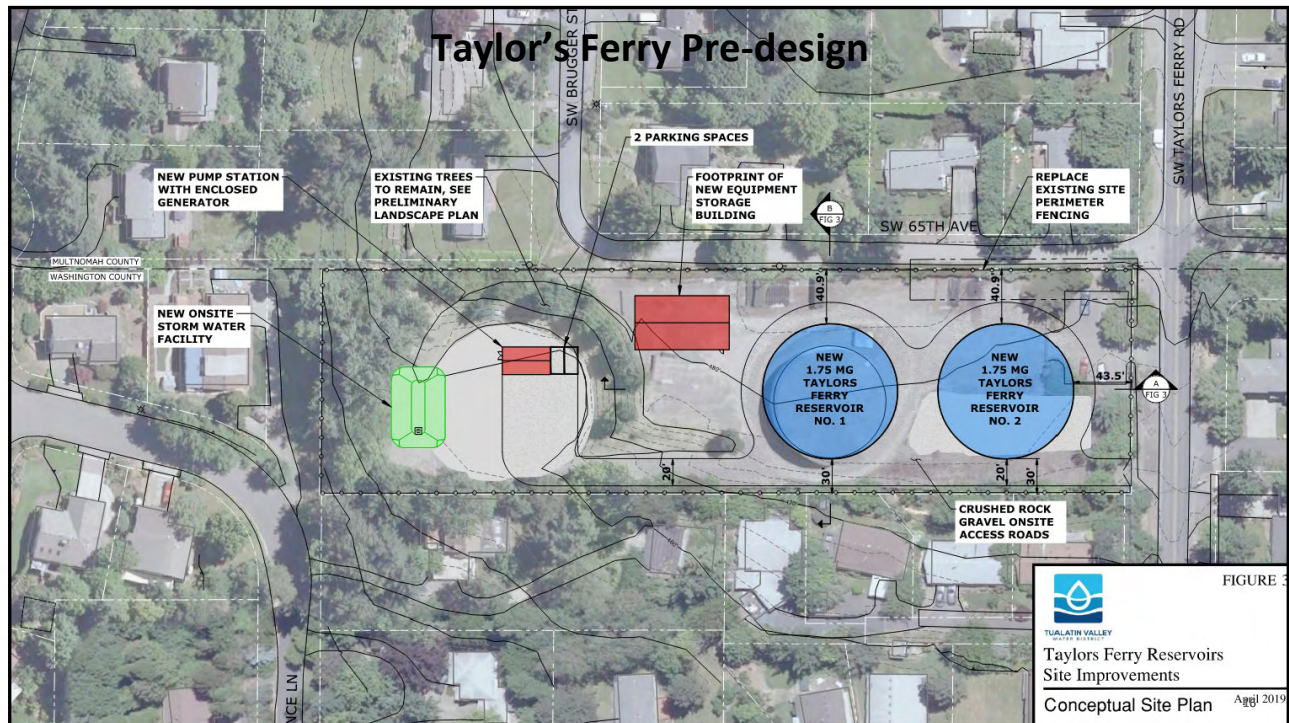 Taylor's Ferry Pre-design
SW BRUGGER ST
SW TAYLORS FERRY RD
2 PARKING SPACES
NEW PUMP STATION
WITH ENCLOSED
GENERATOR
EXISTING TREES
TO REMAIN, SEE
PRELIMINARY
LANDSCAPE PLAN
FOOTPRINT OF
NEW EQUIPMENT
STORAGE
BUILDING
REPLACE
EXISTING SITE
PERIMETER
FENCING
B
FIG 3
SW 65TH AVE
MULTNOMAH COUNTY
WASHINGTON COUNTY
NEW ONSITE
STORM WATER
FACILITY
40.9'
40.9'
480'
NEW
1.75 MG
TAYLORS
FERRY
RESERVOIR
NO. 1
NEW
1.75 MG
TAYLORS
FERRY
RESERVOIR
NO. 2
43.5'
A
FIG 3
20'
30'
20'
30'
CRUSHED ROCK
GRAVEL ONSITE
ACCESS ROADS
NCE LN
FIGURE 3
TUALATIN VALLEY
WATER DISTRICT
Taylors Ferry Reservoirs
Site Improvements
Conceptual Site Plan
April 2019